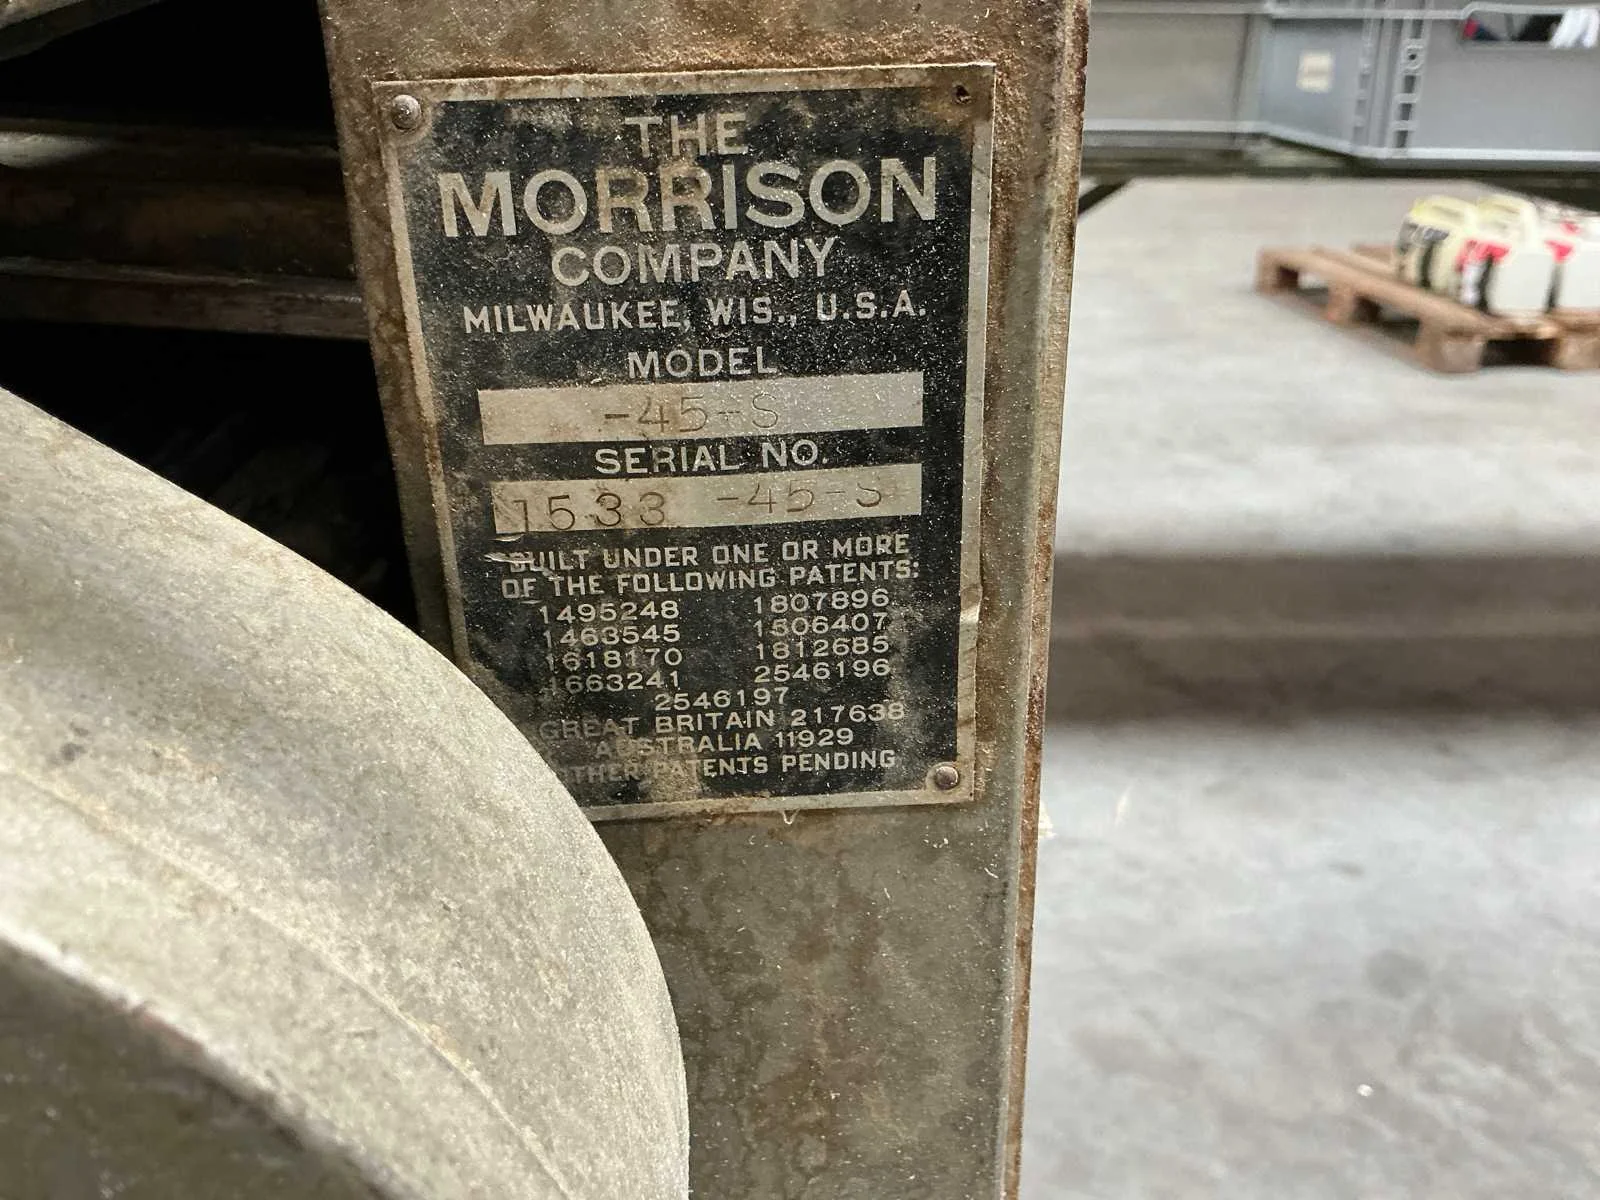 THE
MORRISON
COMPANY
MILWAUKEE, WIS., U.S.A.
MODEL
-45-S
SERIAL NO.
1533 -45-S
BUILT UNDER ONE OR MORE
OF THE FOLLOWING PATENTS:
1495248 1807896
1463545 1806407
1618170 1812685
1663241 2546196
2546197
GREAT BRITAIN 217638
AUSTRALIA 11929
OTHER PATENTS PENDING